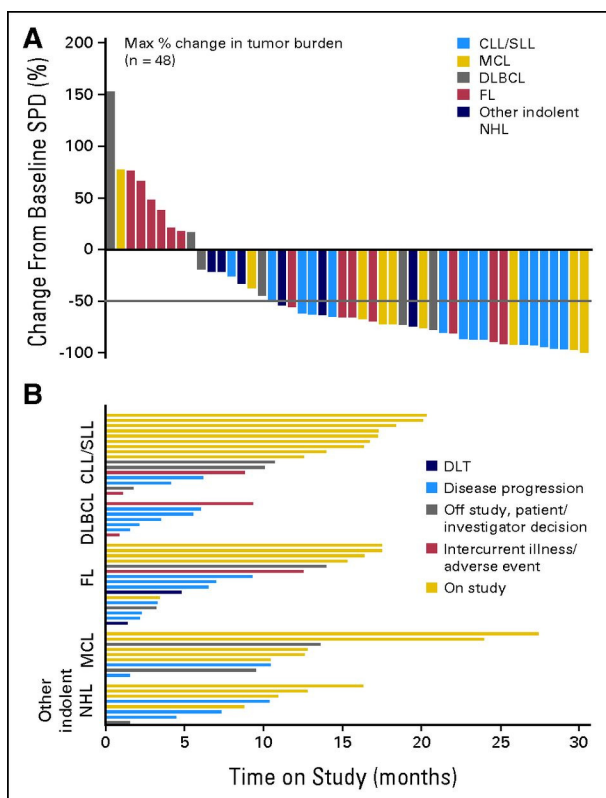 A
Max % change in tumor burden
(n = 48)
CLL/SLL
MCL
DLBCL
FL
Other indolent
NHL
Change From Baseline SPD (%)
200
150
100
50
0
-50
-100
B
CLL/SLL
DLBCL
FL
MCL
Other
indolent
NHL
DLT
Disease progression
Off study, patient/
investigator decision
Intercurrent illness/
adverse event
On study
0
5
10
15
20
25
30
Time on Study (months)